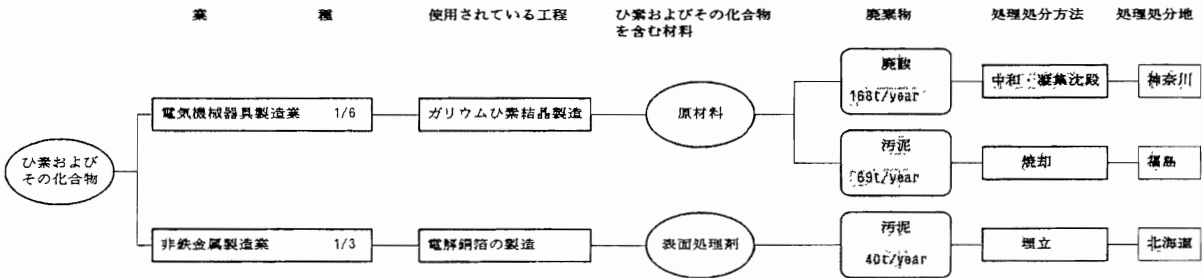 業 種
使用されている工程
ひ素およびその化合物
を含む材料
廃棄物
処理処分方法
処理処分地
ひ素および
その化合物
電気機械器具製造業 1/6
ガリウムひ素結晶製造
原材料
廃酸
168t/year
中和・凝集沈殿
神奈川
汚泥
69t/year
焼却
福島
非鉄金属製造業 1/3
電解銅箔の製造
表面処理剤
汚泥
40t/year
埋立
北海道